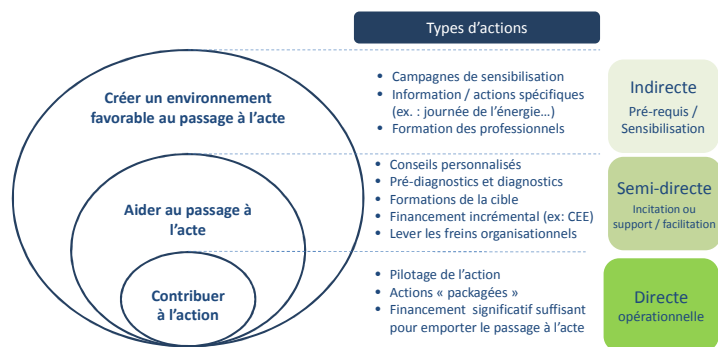 Types d'actions
Créer un environnement
favorable au passage à l'acte
• Campagnes de sensibilisation
• Information / actions spécifiques
(ex. : journée de l'énergie…)
• Formation des professionnels
Indirecte
Pré-requis /
Sensibilisation
Aider au passage à
l'acte
• Conseils personnalisés
• Pré-diagnostics et diagnostics
• Formations de la cible
• Financement incrémental (ex: CEE)
• Lever les freins organisationnels
Semi-directe
Incitation ou
support / facilitation
Contribuer
à l'action
• Pilotage de l'action
• Actions « packagées »
• Financement significatif suffisant
pour emporter le passage à l'acte
Directe
opérationnelle